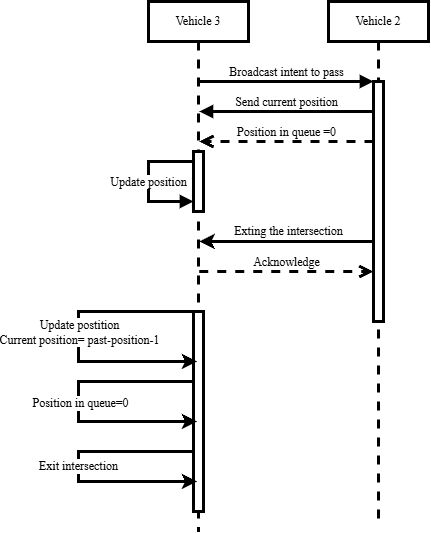 Vehicle 3
Vehicle 2
Broadcast intent to pass
Send current position
Position in queue =0
Update position
Exting the intersection
Acknowledge
Update postition
Current position= past-position-1
Position in queue=0
Exit intersection